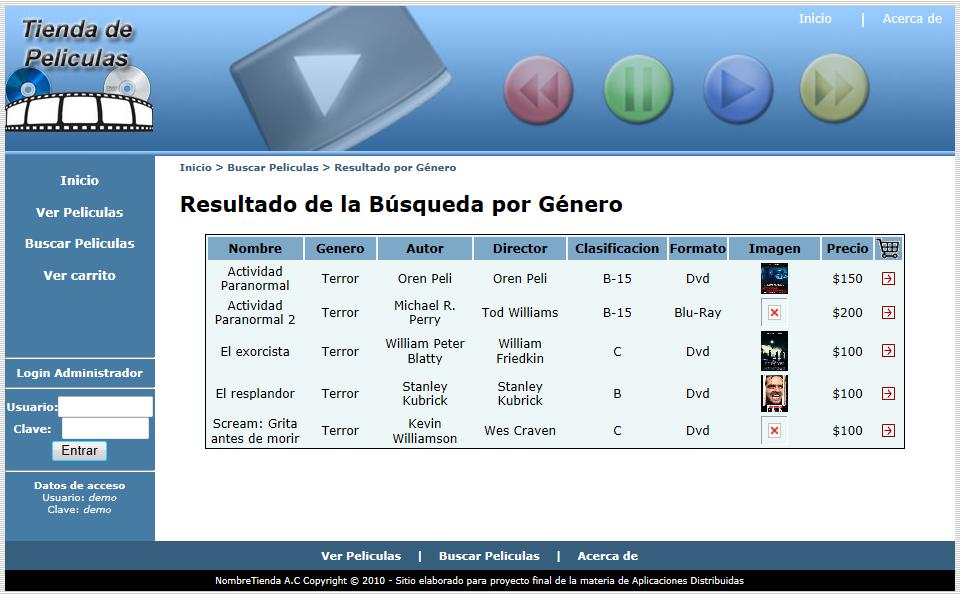 Tienda de
Peliculas
Inicio | Acerca de
Inicio
Ver Peliculas
Buscar Peliculas
Ver carrito
Login Administrador
Usuario:
Clave:
Entrar
Datos de acceso
Usuario: demo
Clave: demo
Inicio > Buscar Peliculas > Resultado por Género
Resultado de la Búsqueda por Género
Nombre Genero Autor Director Clasificacion Formato Imagen Precio
Actividad Paranormal Terror Oren Peli Oren Peli B-15 Dvd $150
Actividad Paranormal 2 Terror Michael R. Perry Tod Williams B-15 Blu-Ray $200
El exorcista Terror William Peter Blatty William Friedkin C Dvd $100
El resplandor Terror Stanley Kubrick Stanley Kubrick B Dvd $100
Scream: Grita antes de morir Terror Kevin Williamson Wes Craven C Dvd $100
Ver Peliculas | Buscar Peliculas | Acerca de
NombreTienda A.C Copyright © 2010 - Sitio elaborado para proyecto final de la materia de Aplicaciones Distribuidas